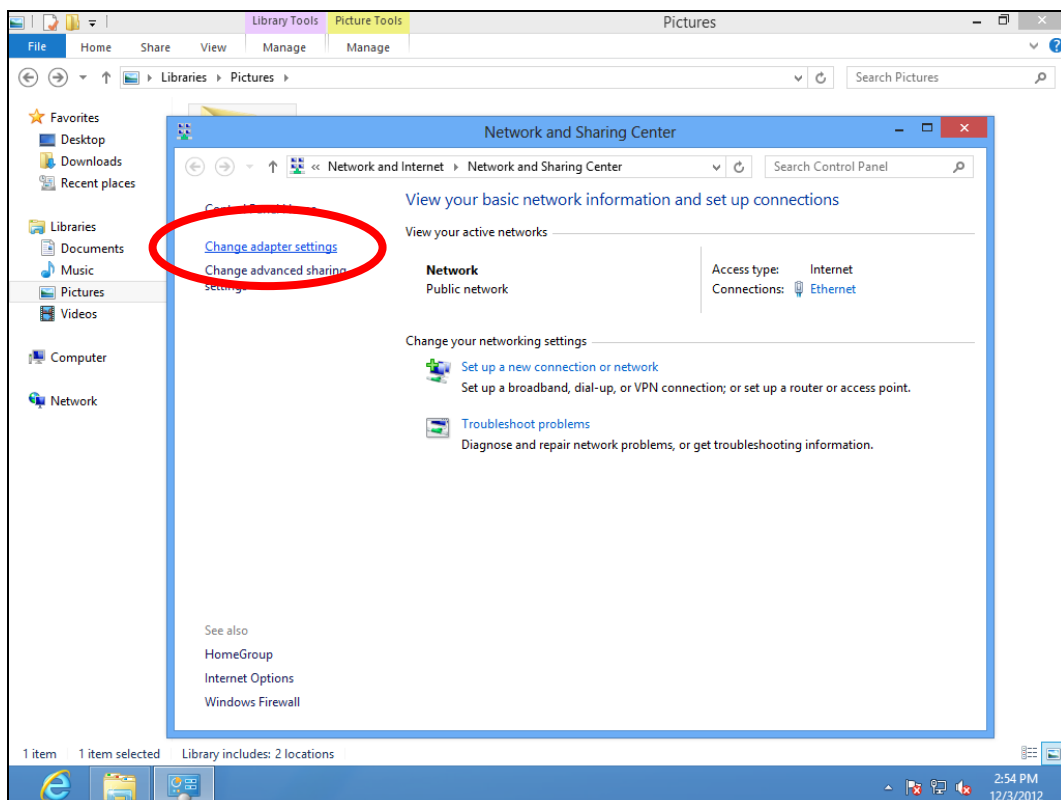 Library Tools Picture Tools Pictures
File Home Share View Manage Manage
Libraries Pictures Search Pictures
Favorites
Desktop
Downloads
Recent places
Libraries
Documents
Music
Pictures
Videos
Computer
Network
Network and Sharing Center
« Network and Internet Network and Sharing Center Search Control Panel
Change adapter settings
Change advanced sharing
settings
View your basic network information and set up connections
View your active networks
Network
Public network
Access type: Internet
Connections: Ethernet
Change your networking settings
Set up a new connection or network
Set up a broadband, dial-up, or VPN connection; or set up a router or access point.
Troubleshoot problems
Diagnose and repair network problems, or get troubleshooting information.
See also
HomeGroup
Internet Options
Windows Firewall
1 item 1 item selected Library includes: 2 locations
2:54 PM
12/3/2012